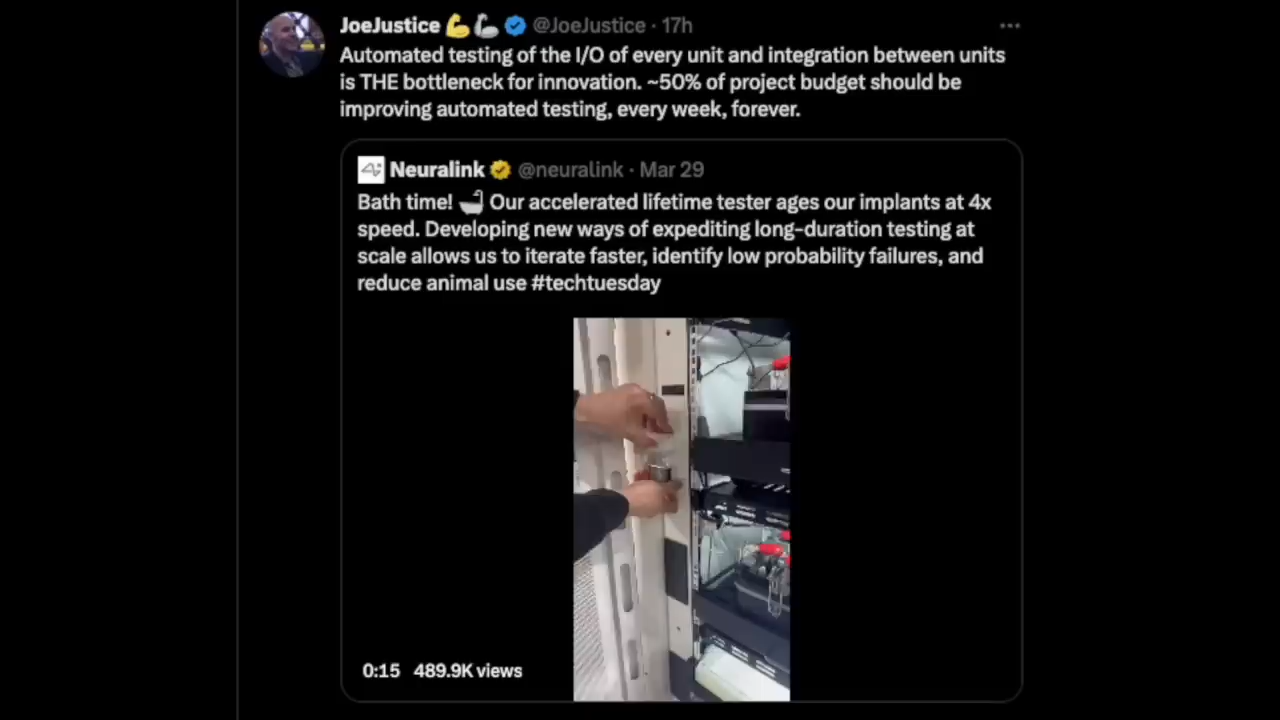 JoeJustice 💪🦾 @JoeJustice · 17h
Automated testing of the I/O of every unit and integration between units
is THE bottleneck for innovation. ~50% of project budget should be
improving automated testing, every week, forever.
Neuralink @neuralink · Mar 29
Bath time! 🛁 Our accelerated lifetime tester ages our implants at 4x
speed. Developing new ways of expediting long-duration testing at
scale allows us to iterate faster, identify low probability failures, and
reduce animal use #techtuesday
0:15 489.9K views